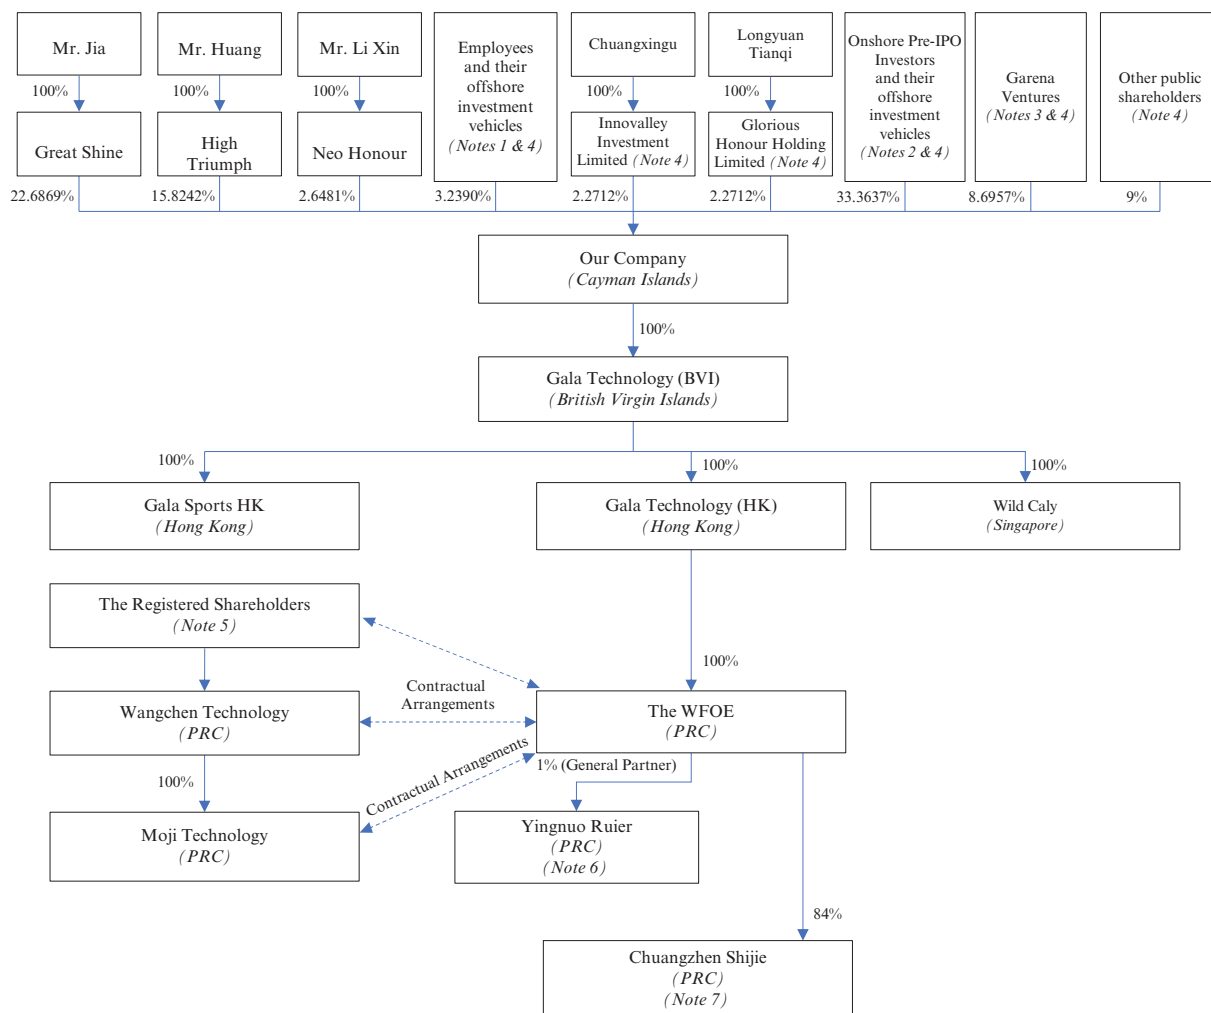 Mr. Jia
Mr. Huang
Mr. Li Xin
Employees
and their
offshore
investment
vehicles
(Notes 1 & 4)
Chuangxingu
Longyuan
Tianqi
Onshore Pre-IPO
Investors
and their
offshore
investment
vehicles
(Notes 2 & 4)
Garena
Ventures
(Notes 3 & 4)
Other public
shareholders
(Note 4)
100%
100%
100%
100%
100%
Great Shine
High
Triumph
Neo Honour
Innovalley
Investment
Limited (Note 4)
Glorious
Honour Holding
Limited (Note 4)
22.6869%
15.8242%
2.6481%
3.2390%
2.2712%
2.2712%
33.3637%
8.6957%
9%
Our Company
(Cayman Islands)
100%
Gala Technology (BVI)
(British Virgin Islands)
100%
100%
100%
Gala Sports HK
(Hong Kong)
Gala Technology (HK)
(Hong Kong)
Wild Caly
(Singapore)
The Registered Shareholders
(Note 5)
100%
Contractual
Arrangements
Wangchen Technology
(PRC)
The WFOE
(PRC)
100%
Contractual Arrangements
1% (General Partner)
Moji Technology
(PRC)
Yingnuo Ruier
(PRC)
(Note 6)
84%
Chuangzhen Shijie
(PRC)
(Note 7)